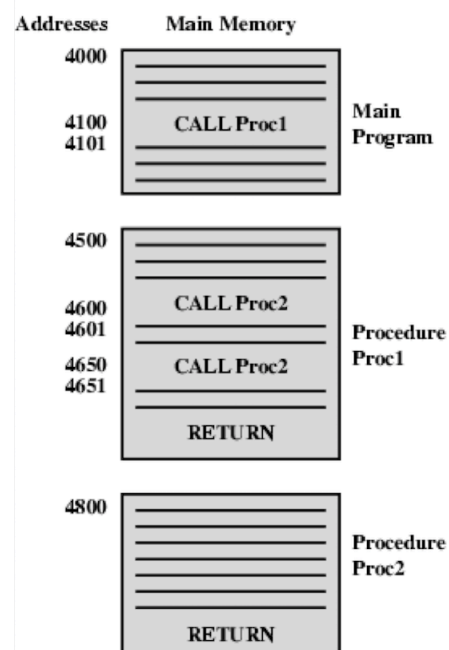 Addresses Main Memory
4000
4100 CALL Proc1
4101
Main
Program
4500
4600 CALL Proc2
4601
4650 CALL Proc2
4651
RETURN
Procedure
Proc1
4800
Procedure
Proc2
RETURN